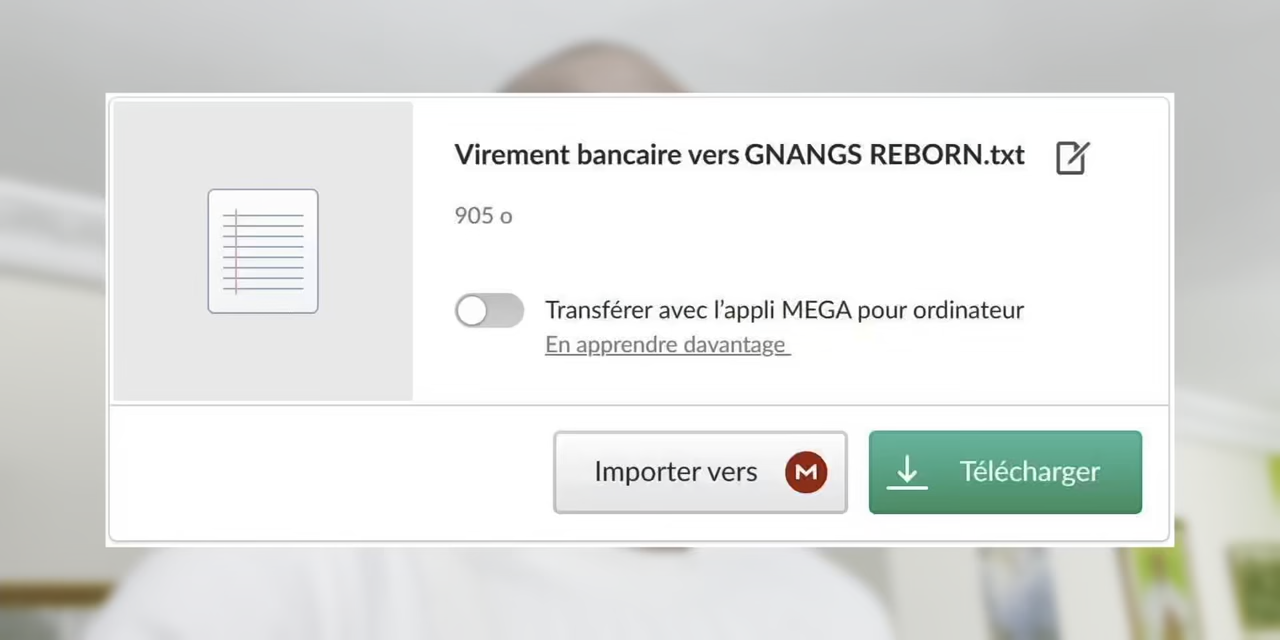 Virement bancaire vers GNANGS REBORN.txt
905 o
Transférer avec l’appli MEGA pour ordinateur
En apprendre davantage
Importer vers M
Télécharger